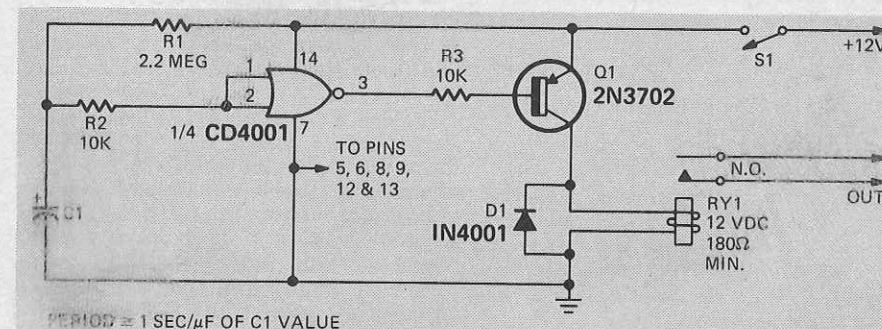 R1
2.2 MEG
14
1
2
3
7
R2
10K
1/4 CD4001
R3
10K
Q1
2N3702
S1
+12V
TO PINS
5, 6, 8, 9,
12 & 13
N.O.
OUT
D1
IN4001
RY1
12 VDC
180Ω
MIN.
+
C1
PERIOD ≅ 1 SEC/μF OF C1 VALUE